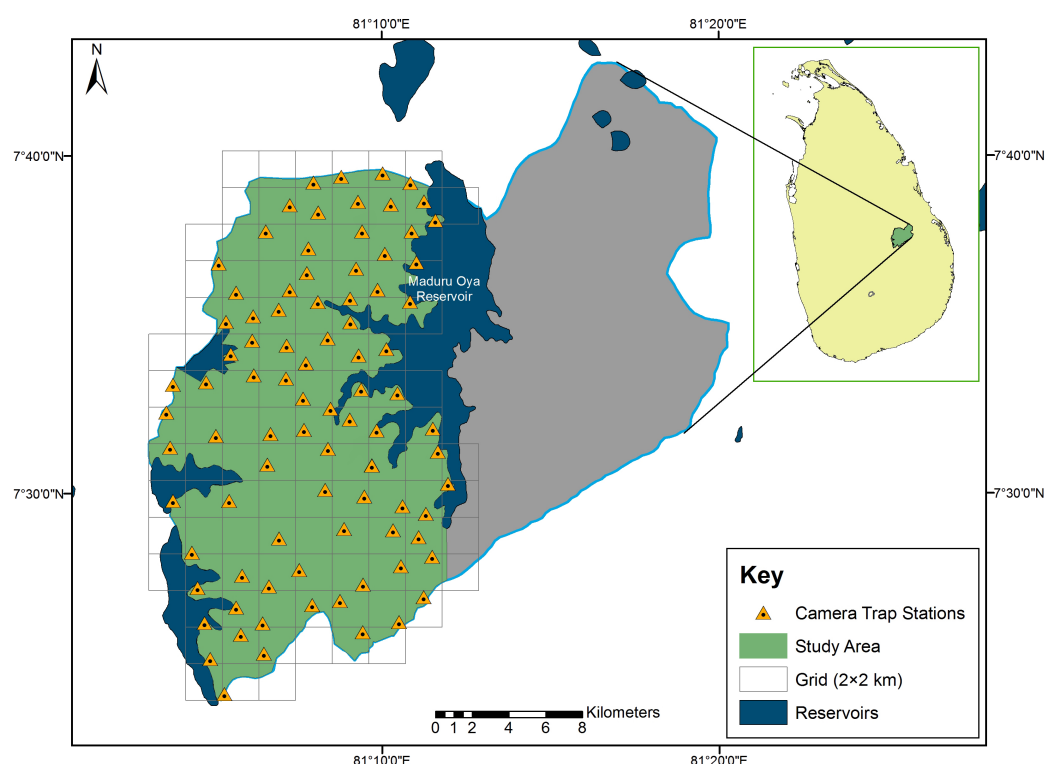 81°10'0"E
81°20'0"E
N
7°40'0"N
7°40'0"N
Maduru Oya
Reservoir
7°30'0"N
7°30'0"N
Key
Camera Trap Stations
Study Area
Grid (2×2 km)
Reservoirs
Kilometers
0 1 2 4 6 8
81°10'0"E
81°20'0"E